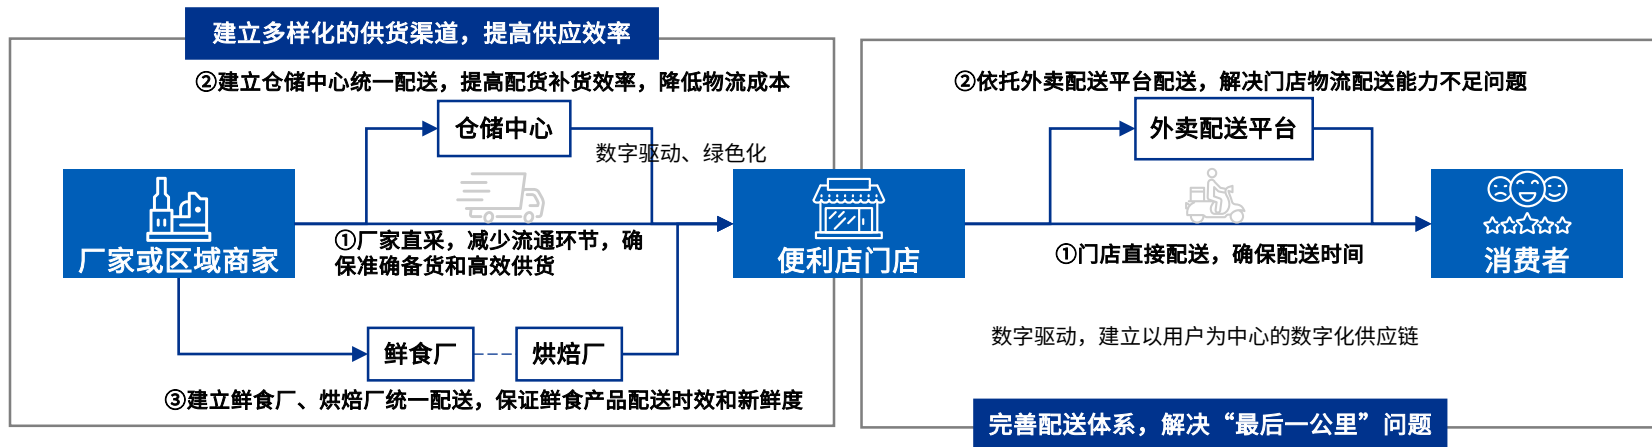 建立多样化的供货渠道，提高供应效率
②建立仓储中心统一配送，提高配货补货效率，降低物流成本
仓储中心
数字驱动、绿色化
厂家或区域商家
①厂家直采，减少流通环节，确
保准确备货和高效供货
便利店门店
鲜食厂
烘焙厂
③建立鲜食厂、烘焙厂统一配送，保证鲜食产品配送时效和新鲜度
②依托外卖配送平台配送，解决门店物流配送能力不足问题
外卖配送平台
①门店直接配送，确保配送时间
消费者
数字驱动，建立以用户为中心的数字化供应链
完善配送体系，解决“最后一公里”问题